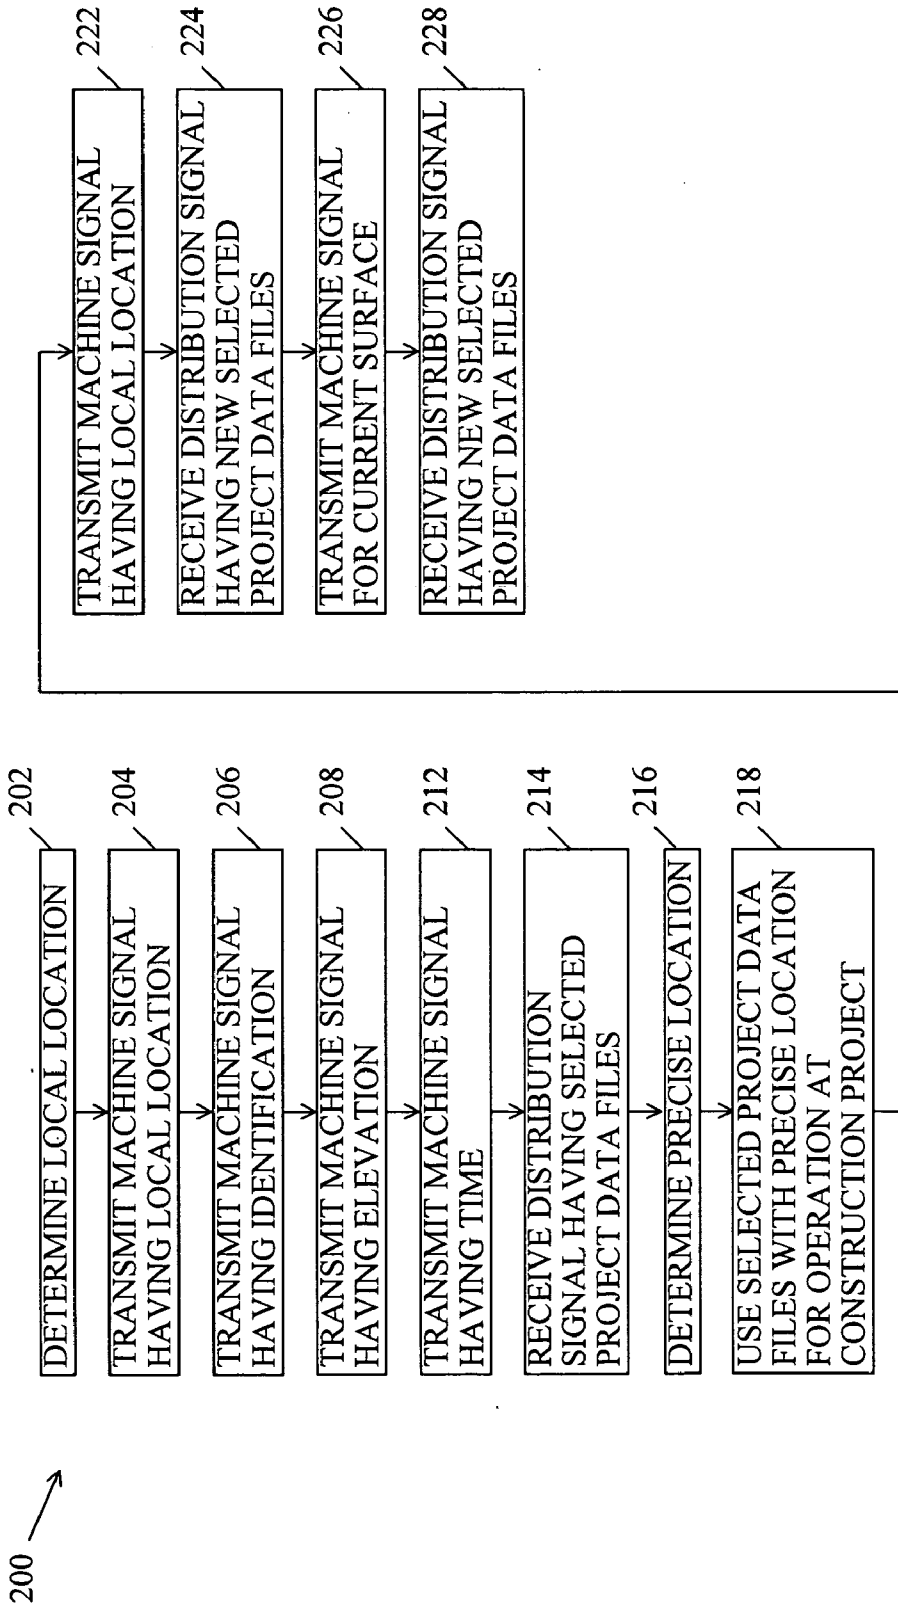 200
202
DETERMINE LOCAL LOCATION
204
TRANSMIT MACHINE SIGNAL
HAVING LOCAL LOCATION
206
TRANSMIT MACHINE SIGNAL
HAVING IDENTIFICATION
208
TRANSMIT MACHINE SIGNAL
HAVING ELEVATION
212
TRANSMIT MACHINE SIGNAL
HAVING TIME
214
RECEIVE DISTRIBUTION
SIGNAL HAVING SELECTED
PROJECT DATA FILES
216
DETERMINE PRECISE LOCATION
218
USE SELECTED PROJECT DATA
FILES WITH PRECISE LOCATION
FOR OPERATION AT
CONSTRUCTION PROJECT
222
TRANSMIT MACHINE SIGNAL
HAVING LOCAL LOCATION
224
RECEIVE DISTRIBUTION SIGNAL
HAVING NEW SELECTED
PROJECT DATA FILES
226
TRANSMIT MACHINE SIGNAL
FOR CURRENT SURFACE
228
RECEIVE DISTRIBUTION SIGNAL
HAVING NEW SELECTED
PROJECT DATA FILES